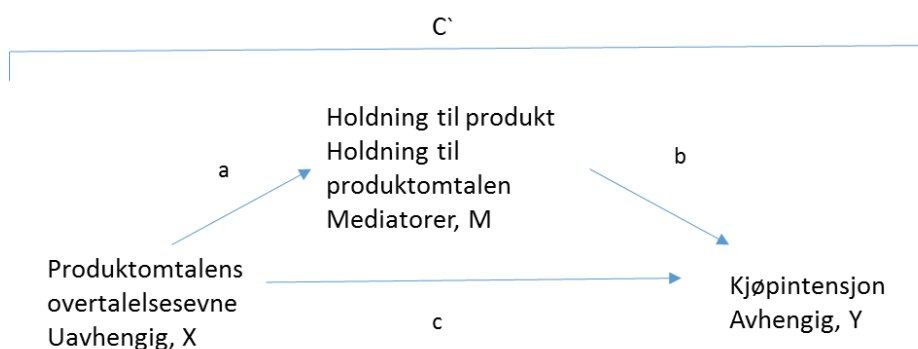 C`
Holdning til produkt
Holdning til
produktomtalen
Mediatorer, M
a
b
Produktomtalens
overtalelsesevne
Uavhengig, X
c
Kjøpintensjon
Avhengig, Y